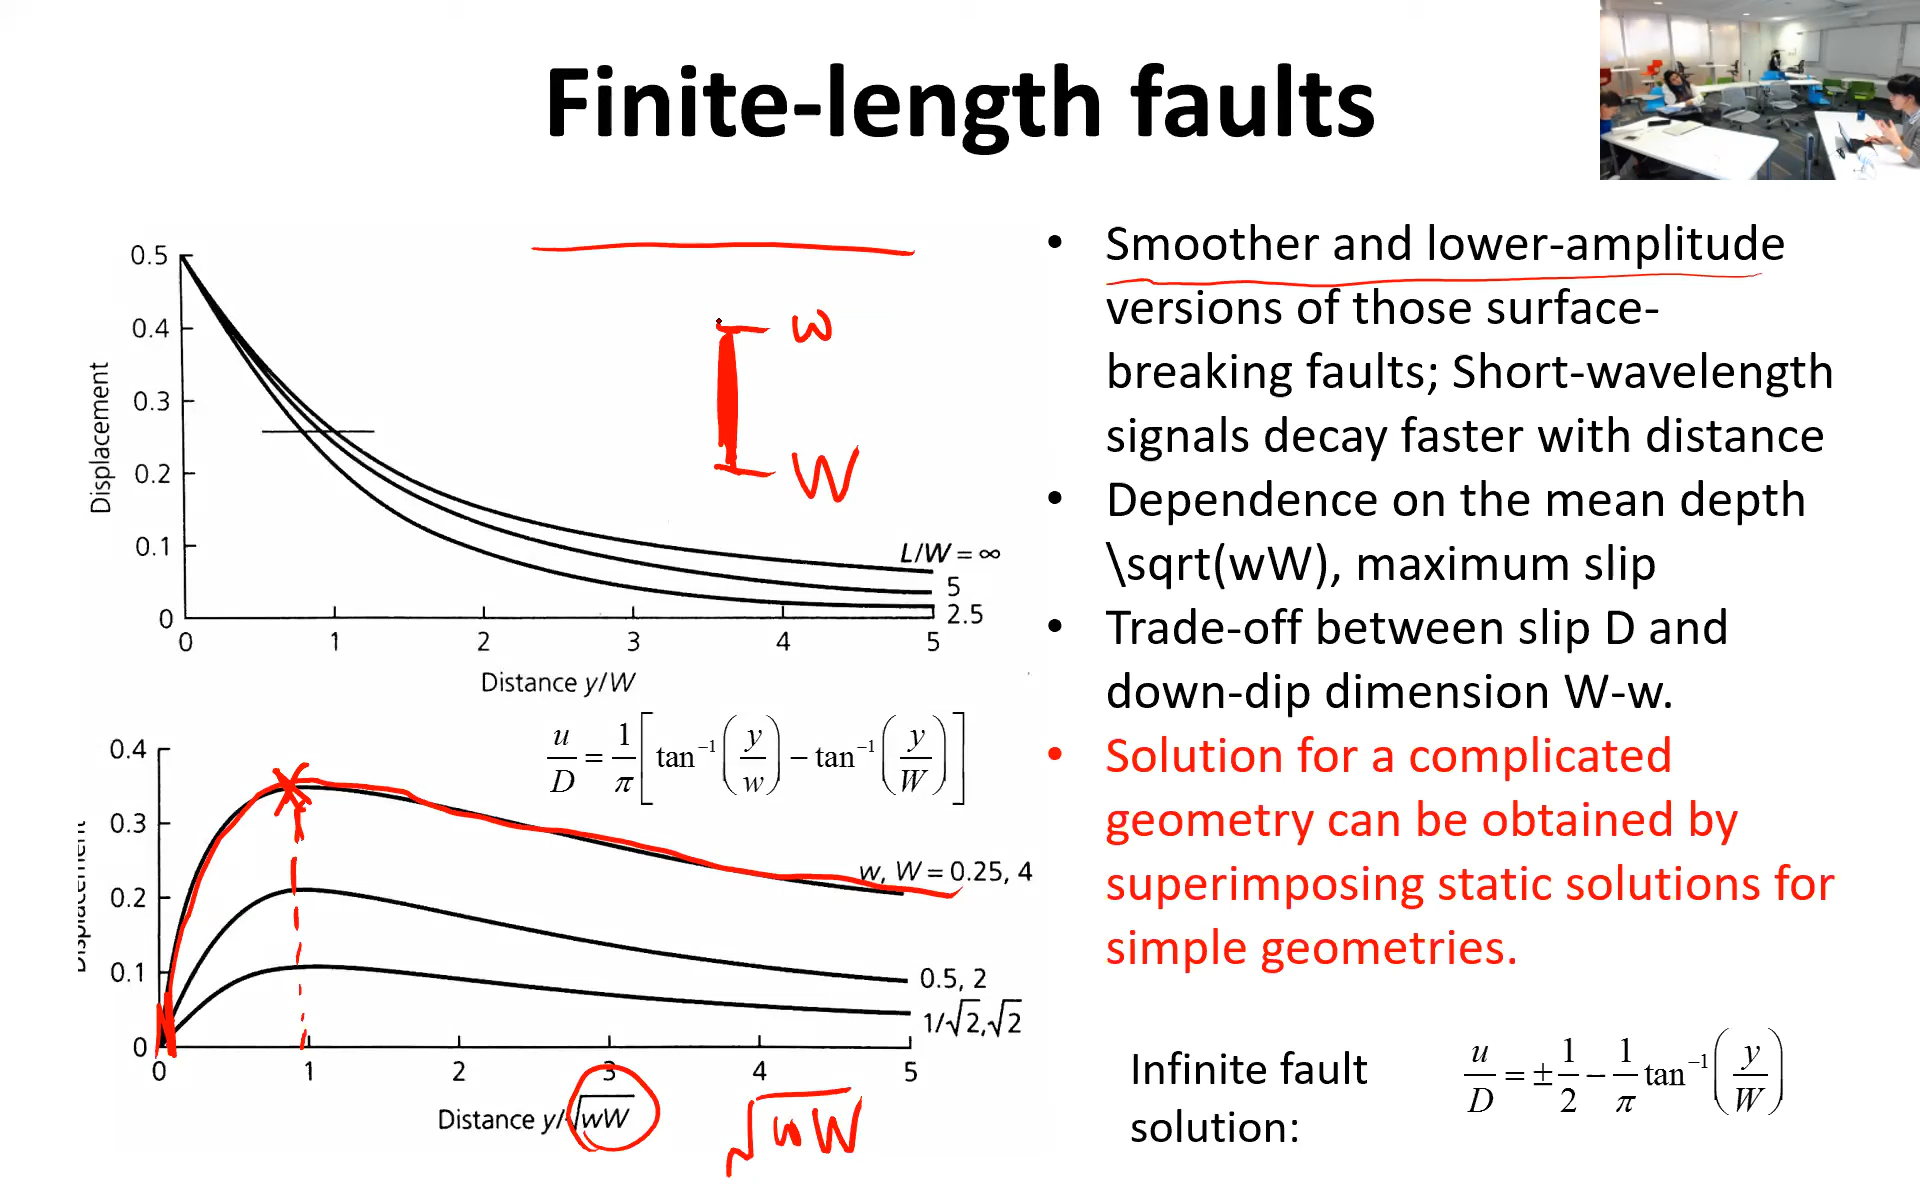 Finite-length faults
0.5
0.4
0.3
0.2
0.1
0
Displacement
0 1 2 3 4 5
Distance y/W
L/W = ∞
5
2.5
w
W
u/D = 1/π [ tan⁻¹ (y/w) − tan⁻¹ (y/W) ]
0.4
0.3
0.2
0.1
0
Displacement
w, W = 0.25, 4
0.5, 2
1/√2,√2
0 1 2 3 4 5
Distance y/√wW
√wW
• Smoother and lower-amplitude
versions of those surface-
breaking faults; Short-wavelength
signals decay faster with distance
• Dependence on the mean depth
\sqrt(wW), maximum slip
• Trade-off between slip D and
down-dip dimension W-w.
• Solution for a complicated
geometry can be obtained by
superimposing static solutions for
simple geometries.
Infinite fault
solution:
u/D = ± 1/2 − 1/π tan⁻¹ (y/W)